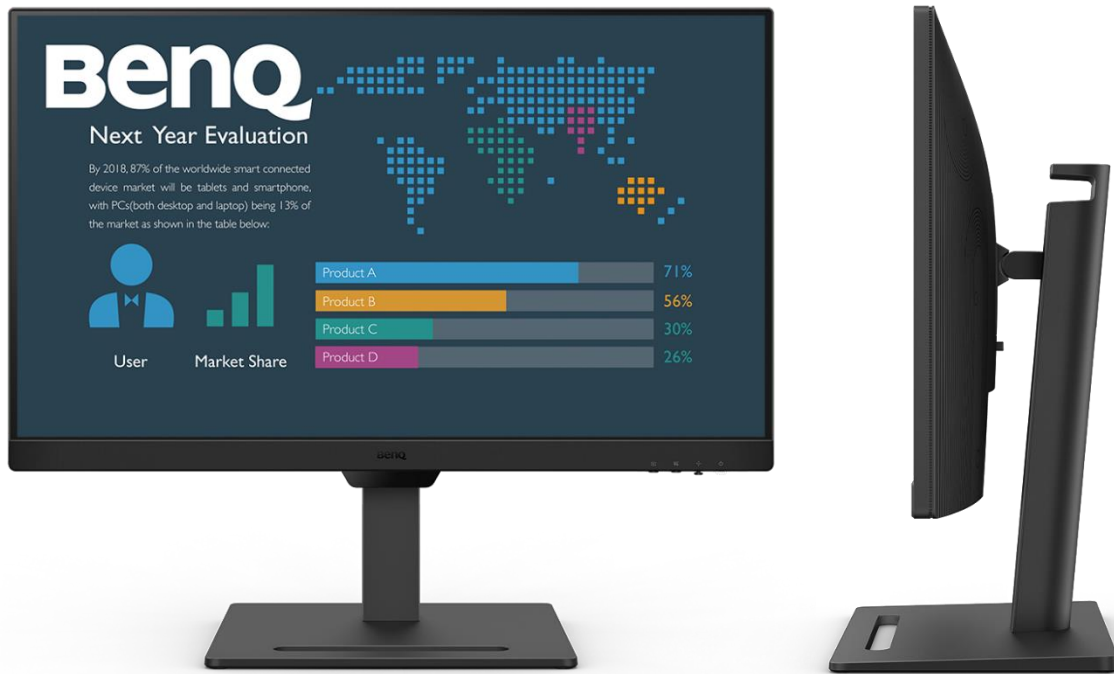 BenQ
Next Year Evaluation
By 2018, 87% of the worldwide smart connected
device market will be tablets and smartphone,
with PCs(both desktop and laptop) being 13% of
the market as shown in the table below:
User
Market Share
Product A 71%
Product B 56%
Product C 30%
Product D 26%
BenQ